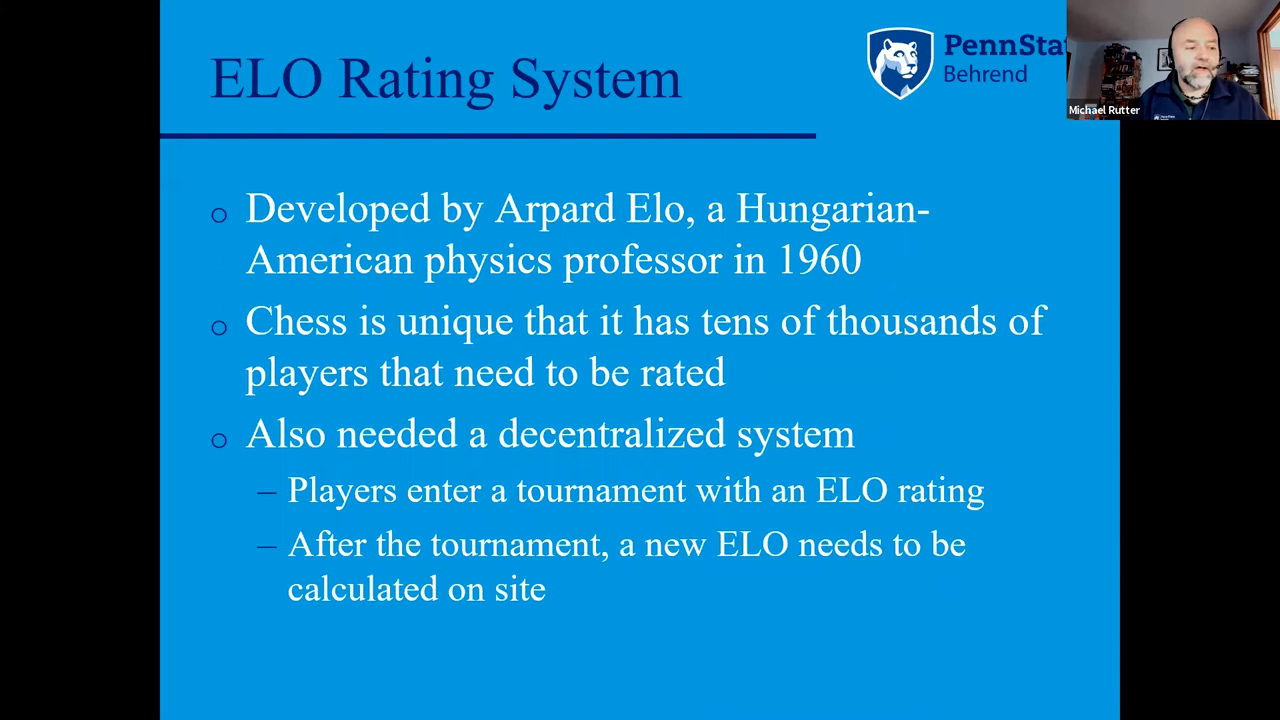 ELO Rating System
PennSta
Behrend
Michael Rutter
Developed by Arpard Elo, a Hungarian-
American physics professor in 1960
Chess is unique that it has tens of thousands of
players that need to be rated
Also needed a decentralized system
– Players enter a tournament with an ELO rating
– After the tournament, a new ELO needs to be
calculated on site